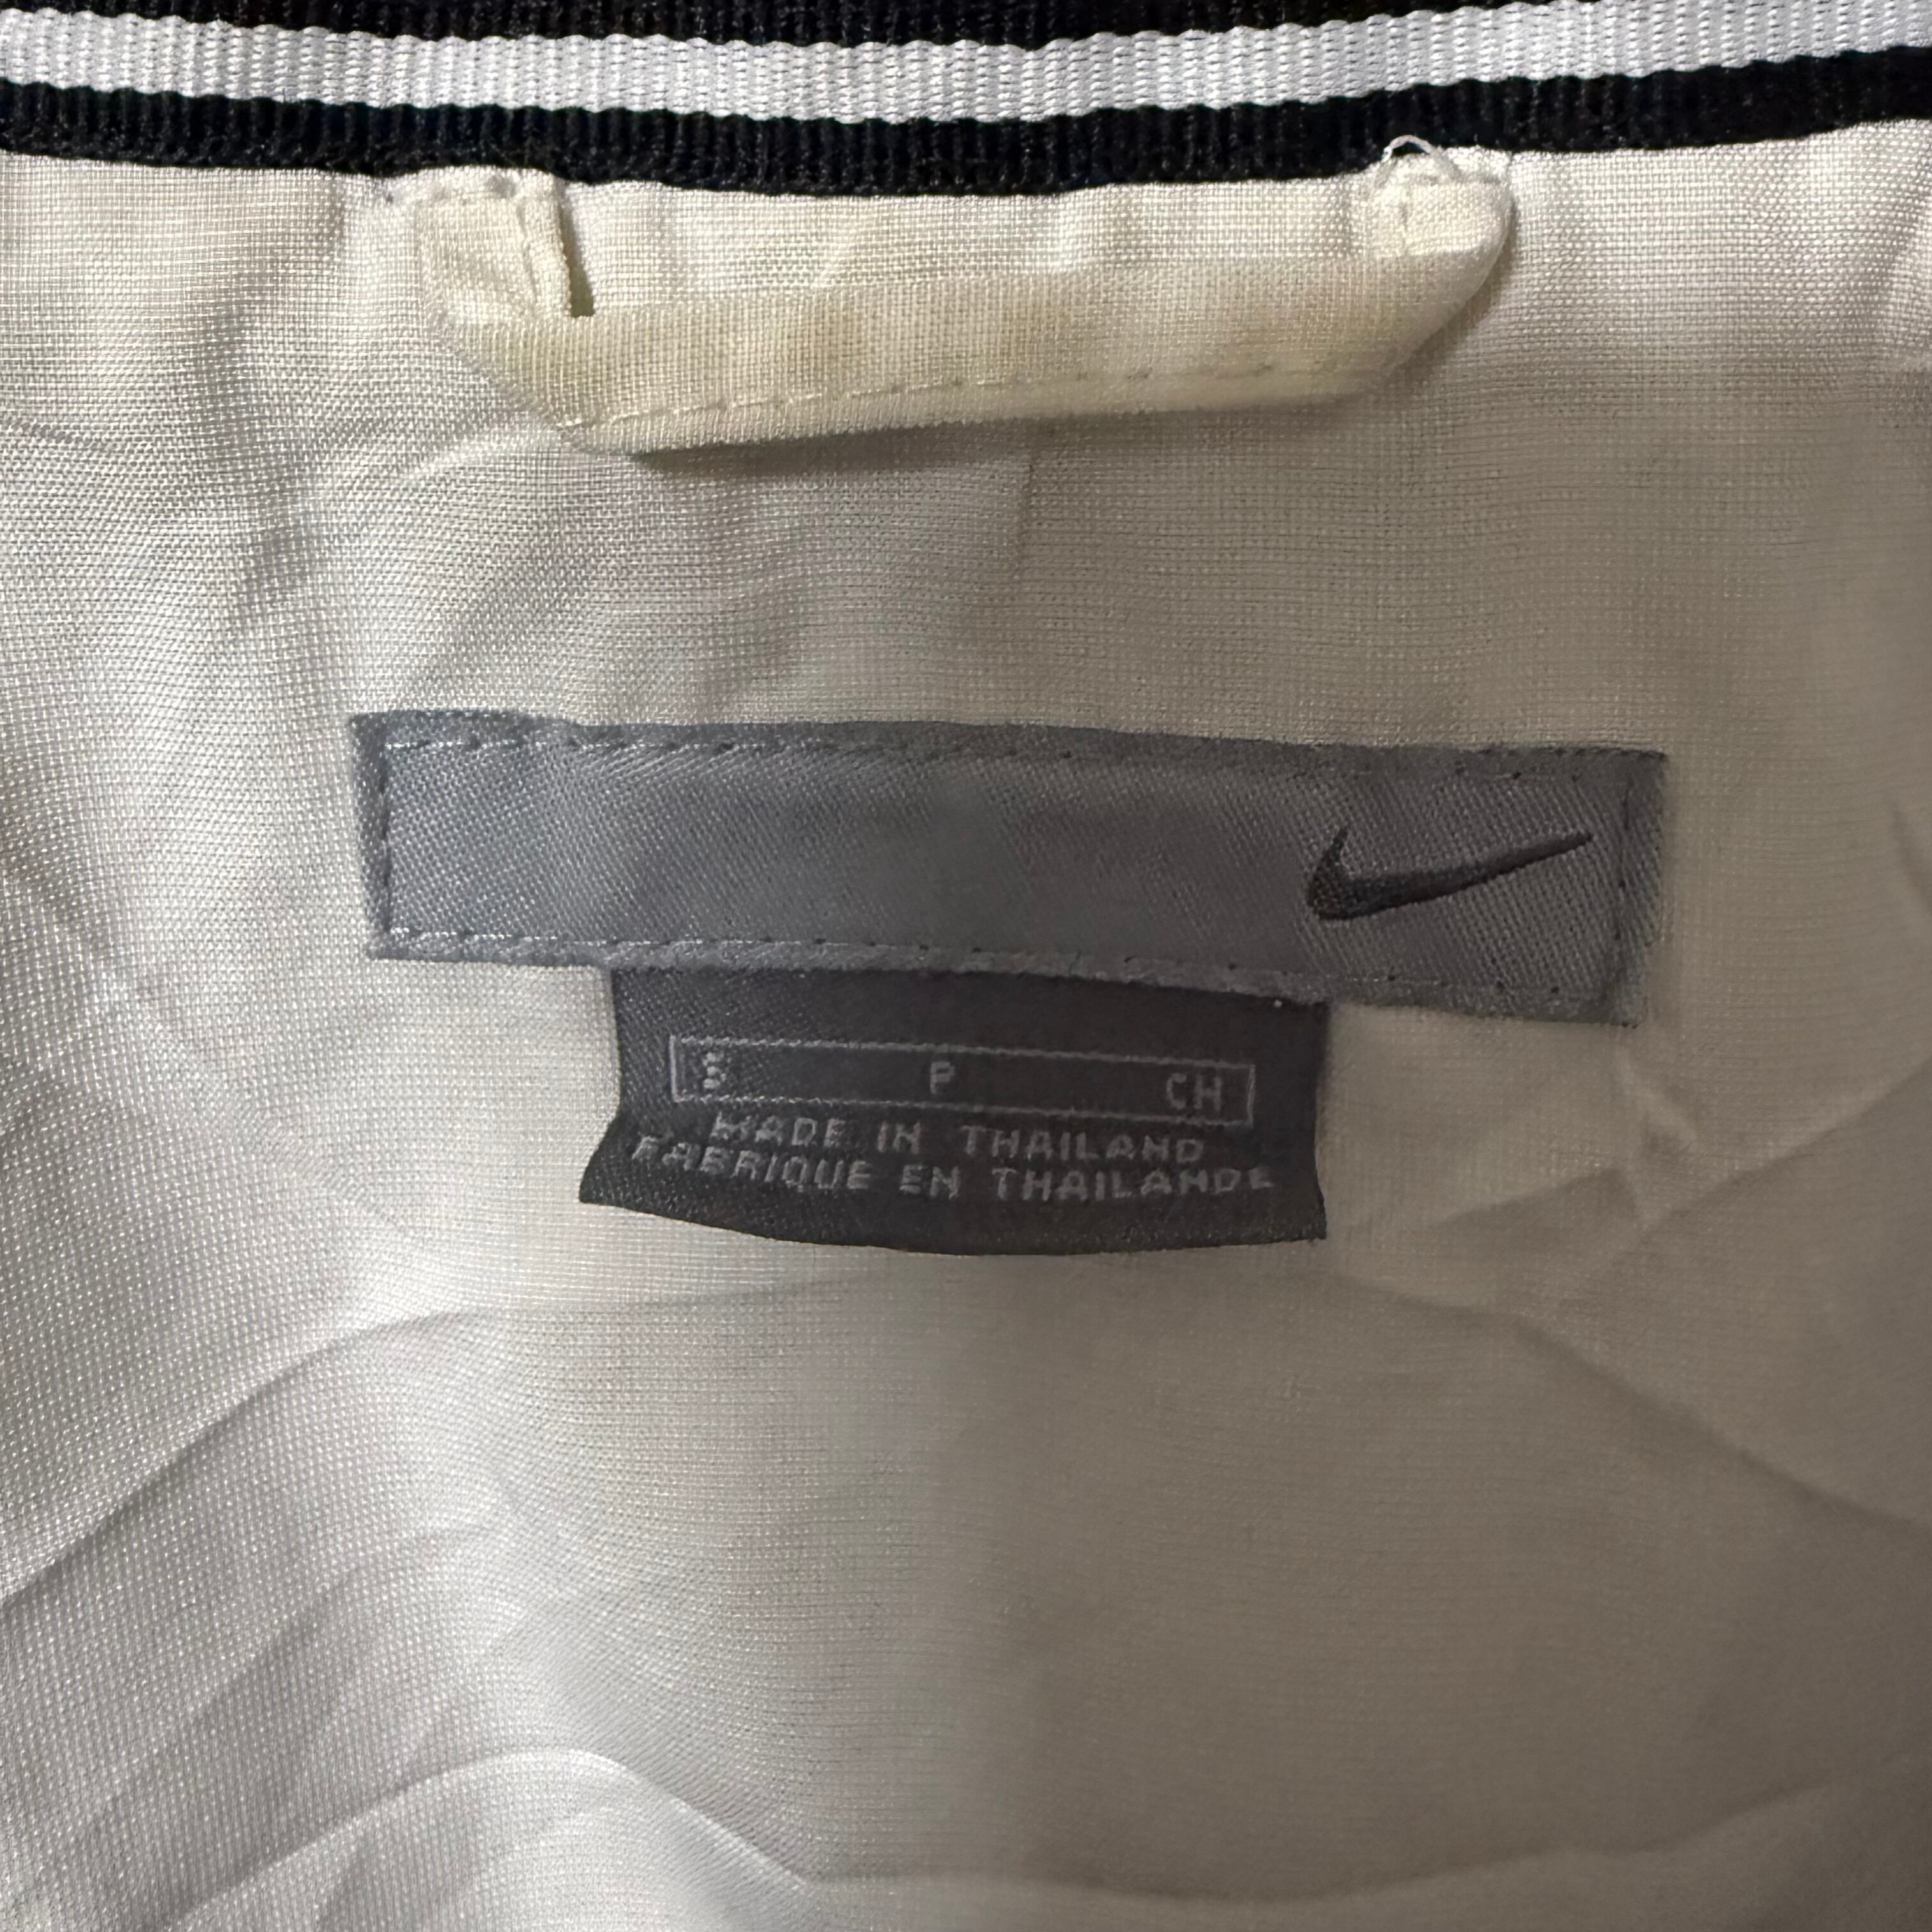 S P CH
MADE IN THAILAND
FABRIQUE EN THAILANDE